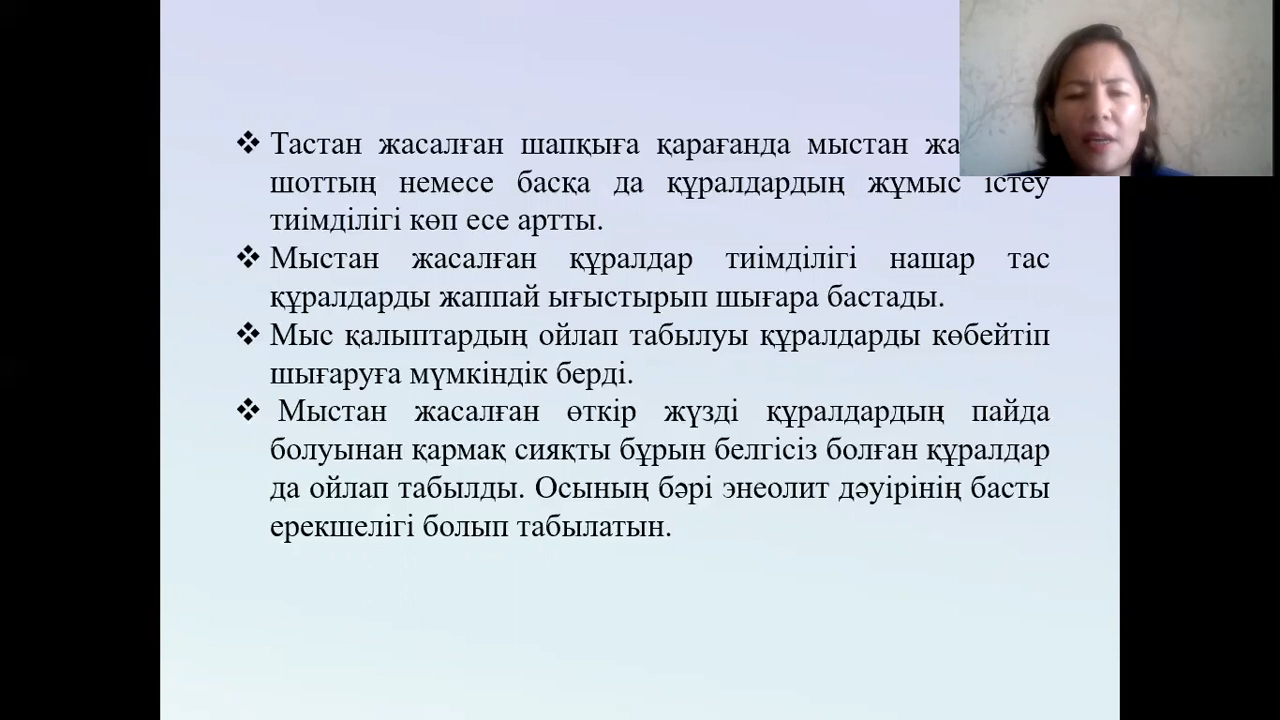 ❖ Тастан жасалған шапқыға қарағанда мыстан
шоттың немесе басқа да құралдардың жұмыс істеу
тиімділігі көп есе артты.
❖ Мыстан жасалған құралдар тиімділігі нашар тас
құралдарды жаппай ығыстырып шығара бастады.
❖ Мыс қалыптардың ойлап табылуы құралдарды көбейтіп
шығаруға мүмкіндік берді.
❖ Мыстан жасалған өткір жүзді құралдардың пайда
болуынан қармақ сияқты бұрын белгісіз болған құралдар
да ойлап табылды. Осының бәрі энеолит дәуірінің басты
ерекшелігі болып табылатын.